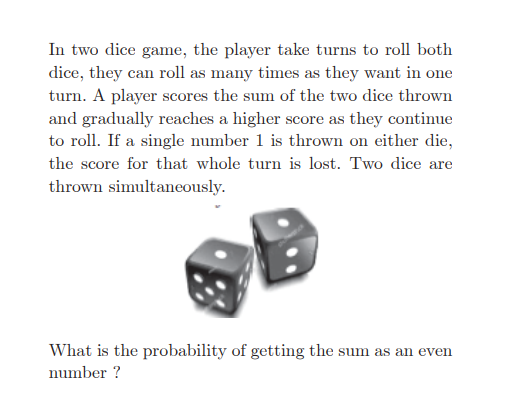 In two dice game, the player take turns to roll both
dice, they can roll as many times as they want in one
turn. A player scores the sum of the two dice thrown
and gradually reaches a higher score as they continue
to roll. If a single number 1 is thrown on either die,
the score for that whole turn is lost. Two dice are
thrown simultaneously.
What is the probability of getting the sum as an even
number ?